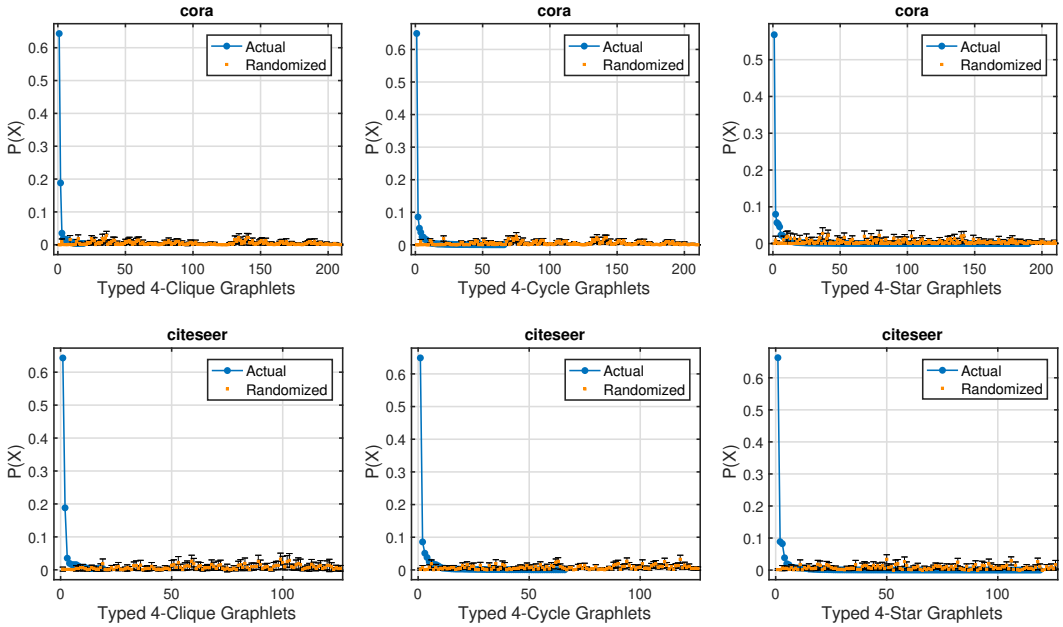 cora
Actual
Randomized
P(X)
0.6
0.5
0.4
0.3
0.2
0.1
0
0 50 100 150 200
Typed 4-Clique Graphlets
cora
Actual
Randomized
P(X)
0.6
0.5
0.4
0.3
0.2
0.1
0
0 50 100 150 200
Typed 4-Cycle Graphlets
cora
Actual
Randomized
P(X)
0.5
0.4
0.3
0.2
0.1
0
0 50 100 150 200
Typed 4-Star Graphlets
citeseer
Actual
Randomized
P(X)
0.6
0.5
0.4
0.3
0.2
0.1
0
0 50 100
Typed 4-Clique Graphlets
citeseer
Actual
Randomized
P(X)
0.6
0.5
0.4
0.3
0.2
0.1
0
0 50 100
Typed 4-Cycle Graphlets
citeseer
Actual
Randomized
P(X)
0.6
0.5
0.4
0.3
0.2
0.1
0
0 50 100
Typed 4-Star Graphlets